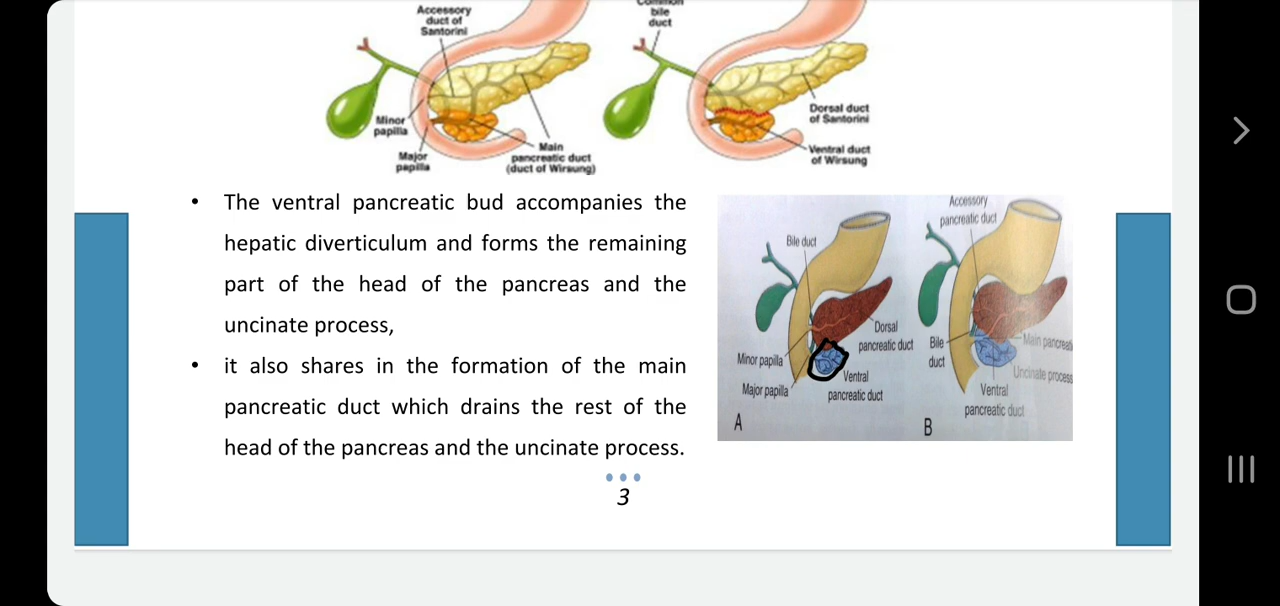 Accessory
duct of
Santorini
Common
bile
duct
Minor
papilla
Major
papilla
Main
pancreatic duct
(duct of Wirsung)
Dorsal duct
of Santorini
Ventral duct
of Wirsung
• The ventral pancreatic bud accompanies the
hepatic diverticulum and forms the remaining
part of the head of the pancreas and the
uncinate process,
• it also shares in the formation of the main
pancreatic duct which drains the rest of the
head of the pancreas and the uncinate process.
Bile duct
Minor papilla
Major papilla
Dorsal
pancreatic duct
Ventral
pancreatic duct
A
Accessory
pancreatic duct
Bile
duct
Main pancreati
Uncinate process
Ventral
pancreatic duct
B
3